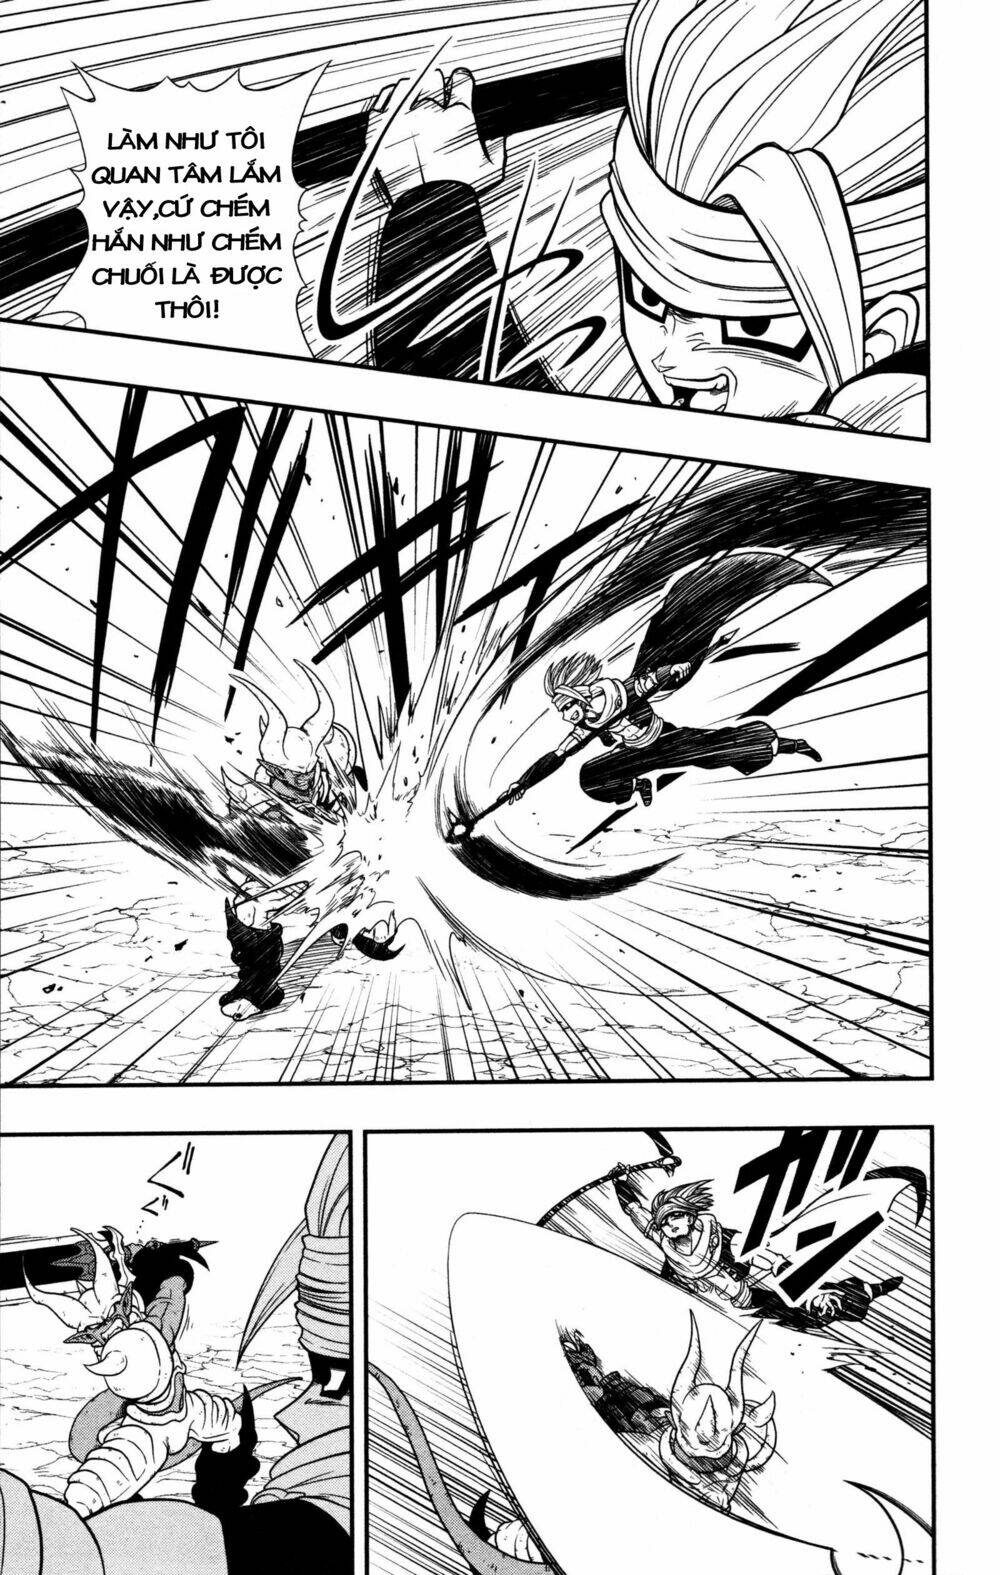 LÀM NHƯ TÔI
QUAN TÂM LẮM
VẬY,CỨ CHÉM
HẮN NHƯ CHÉM
CHUỐI LÀ ĐƯỢC
THÔI!